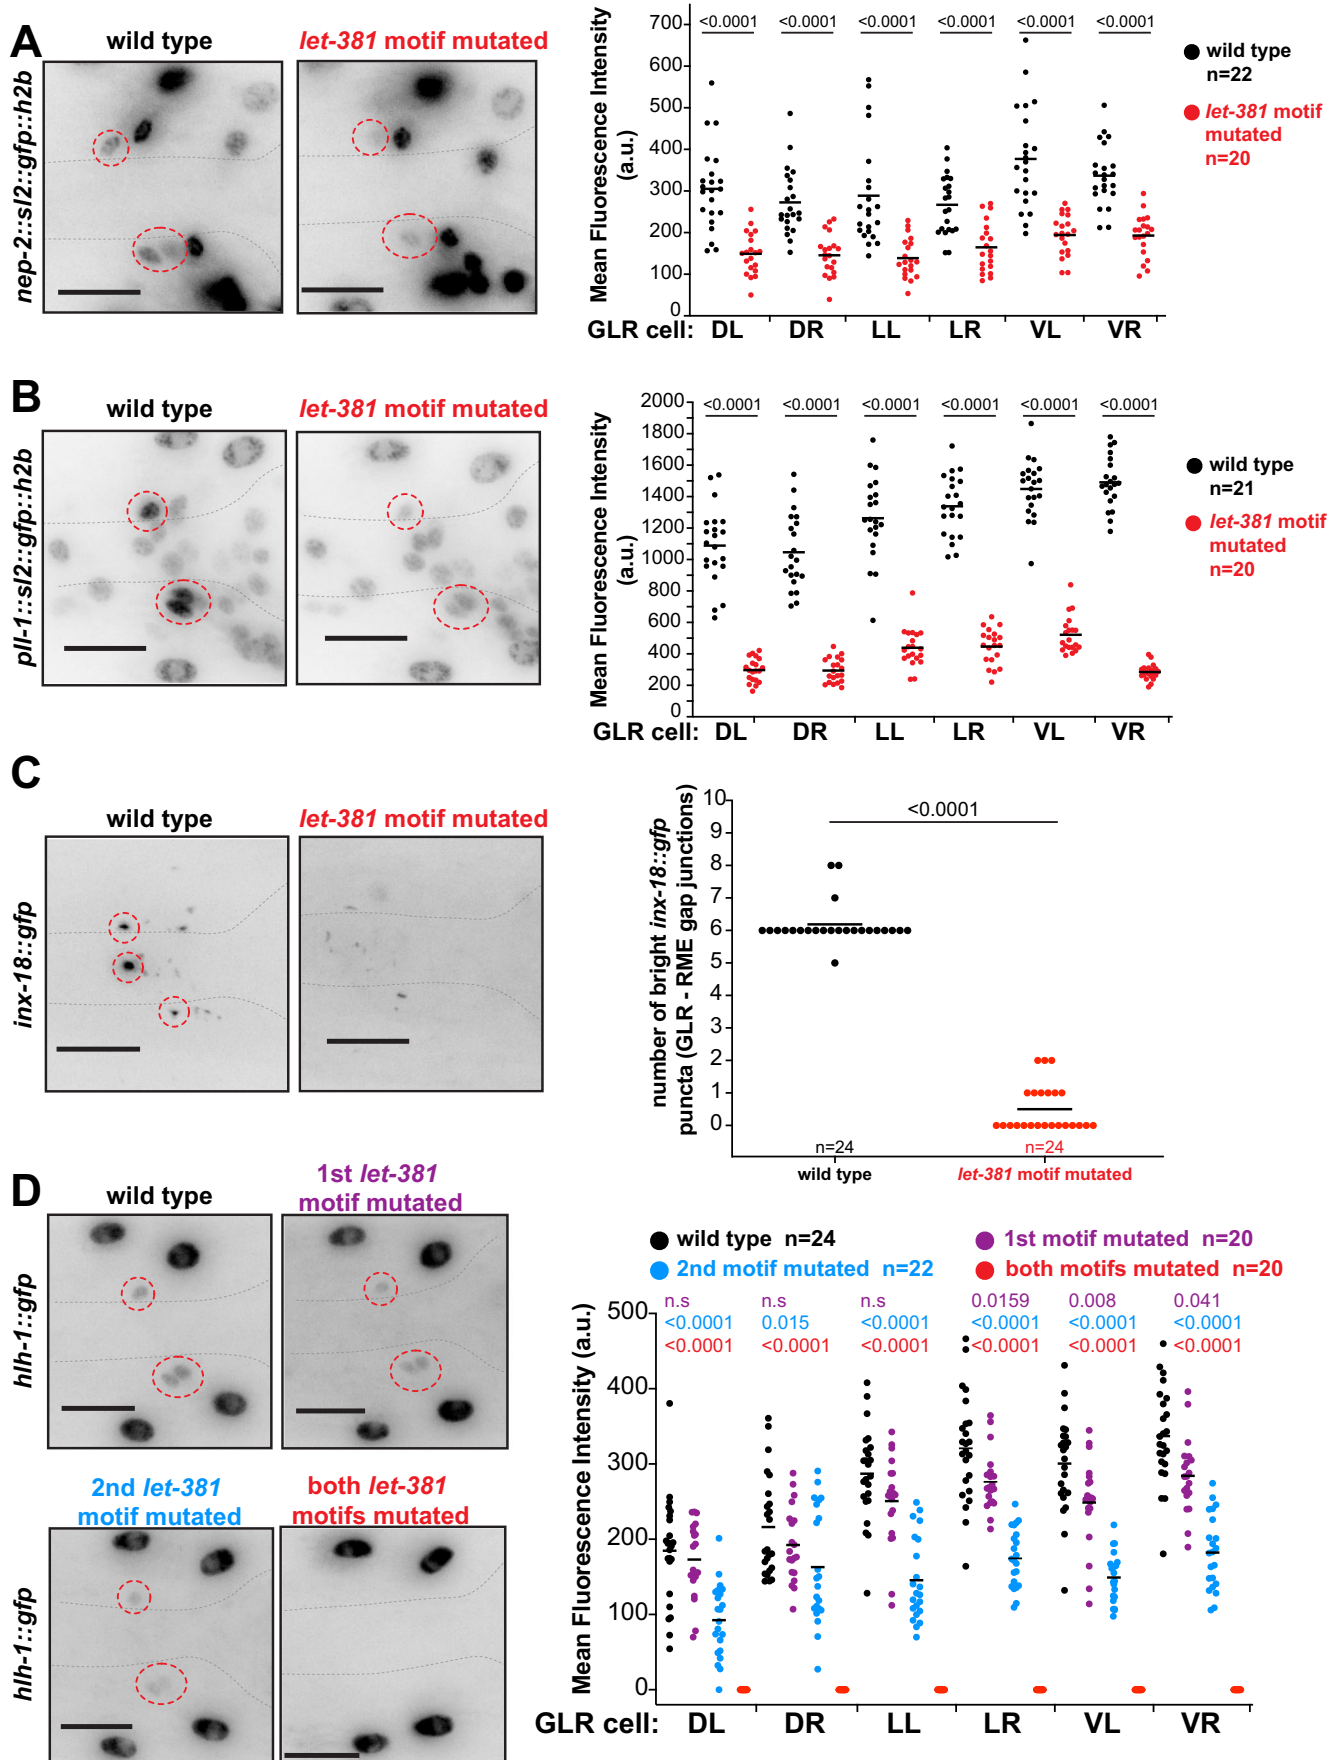 A
wild type
let-381 motif mutated
nep-2::sl2::gfp::h2b
Mean Fluorescence Intensity
(a.u.)
700
600
500
400
300
200
100
0
<0.0001 <0.0001 <0.0001 <0.0001 <0.0001 <0.0001
GLR cell: DL DR LL LR VL VR
wild type
n=22
let-381 motif
mutated
n=20
B
wild type
let-381 motif mutated
pll-1::sl2::gfp::h2b
Mean Fluorescence Intensity
(a.u.)
2000
1800
1600
1400
1200
1000
800
600
400
200
0
<0.0001 <0.0001 <0.0001 <0.0001 <0.0001 <0.0001
GLR cell: DL DR LL LR VL VR
wild type
n=21
let-381 motif
mutated
n=20
C
wild type
let-381 motif mutated
inx-18::gfp
number of bright inx-18::gfp
puncta (GLR - RME gap junctions)
10
9
8
7
6
5
4
3
2
1
0
<0.0001
n=24 n=24
wild type let-381 motif mutated
D
wild type
1st let-381
motif mutated
hlh-1::gfp
2nd let-381
motif mutated
both let-381
motifs mutated
hlh-1::gfp
wild type n=24
1st motif mutated n=20
2nd motif mutated n=22
both motifs mutated n=20
Mean Fluorescence Intensity (a.u.)
500
400
300
200
100
0
n.s n.s n.s 0.0159 0.008 0.041
<0.0001 0.015 <0.0001 <0.0001 <0.0001 <0.0001
<0.0001 <0.0001 <0.0001 <0.0001 <0.0001 <0.0001
GLR cell: DL DR LL LR VL VR